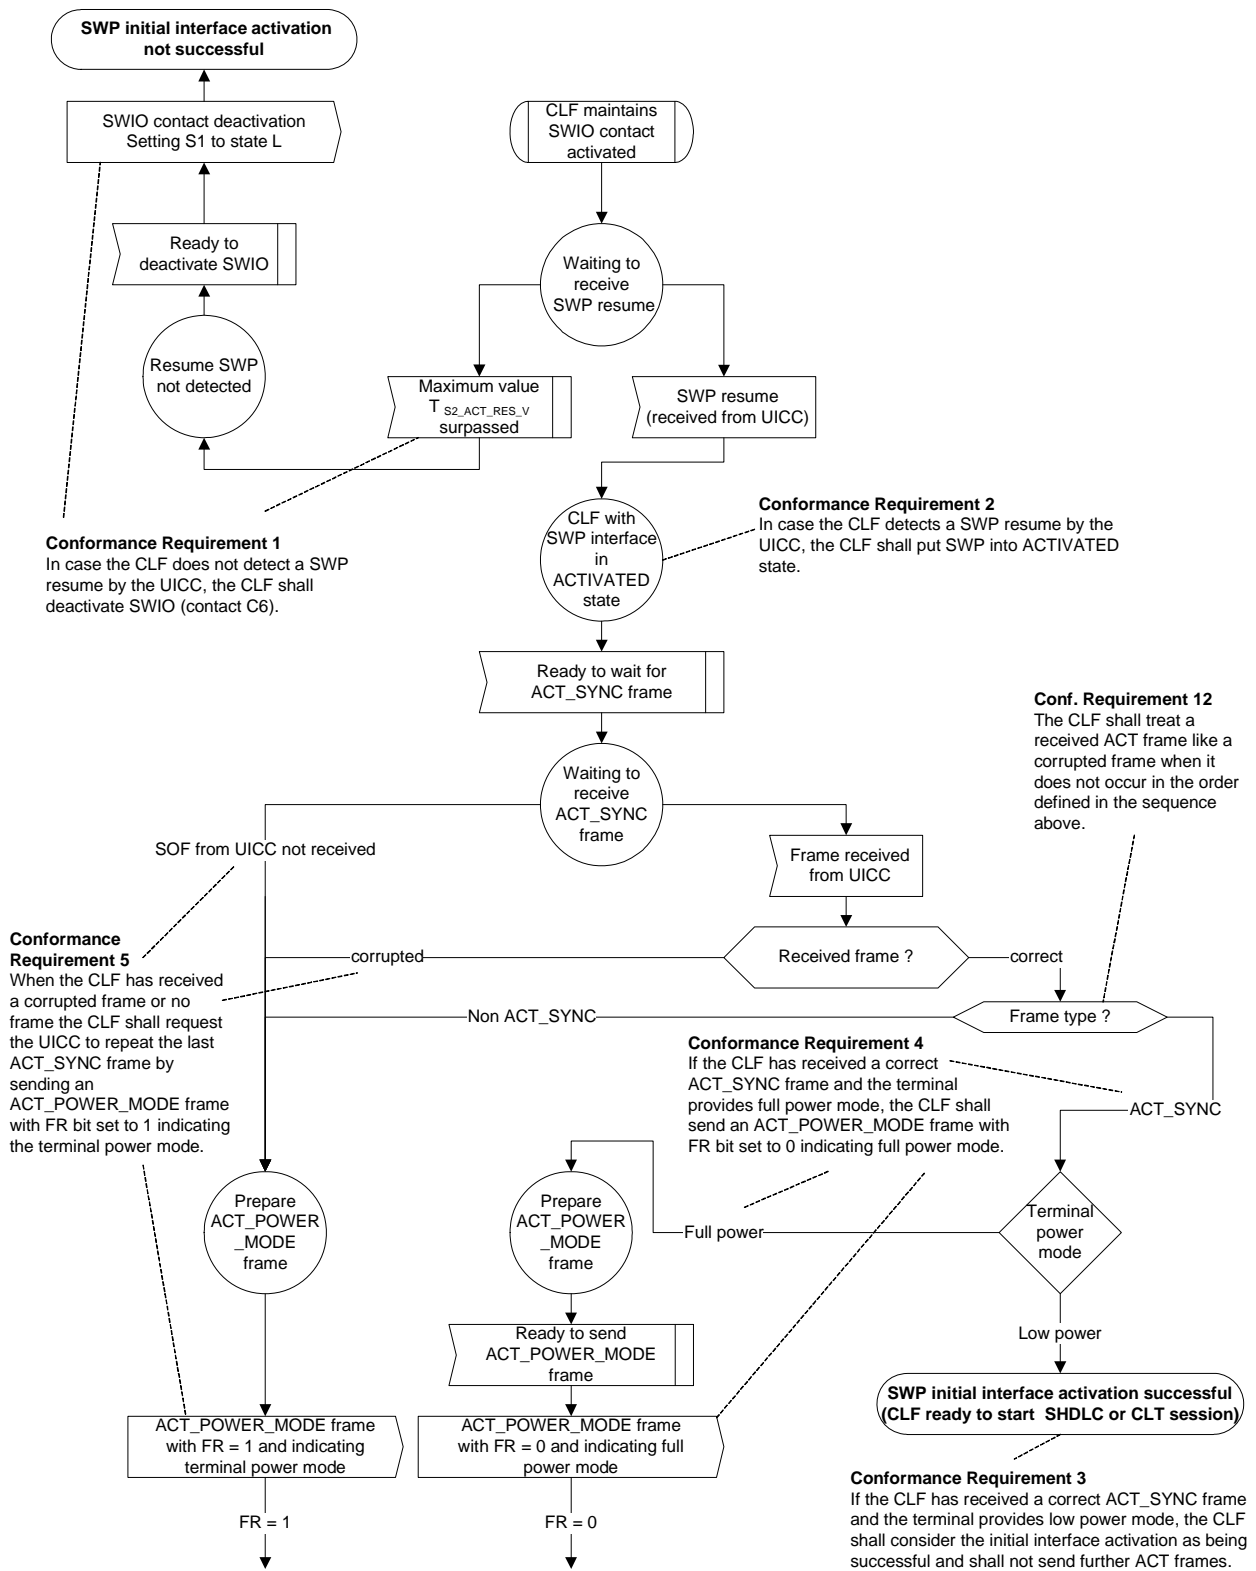 SWP initial interface activation
not successful
SWIO contact deactivation
Setting S1 to state L
CLF maintains
SWIO contact
activated
Ready to
deactivate SWIO
Waiting to
receive
SWP resume
Resume SWP
not detected
Maximum value
T S2_ACT_RES_V
surpassed
SWP resume
(received from UICC)
Conformance Requirement 1
In case the CLF does not detect a SWP
resume by the UICC, the CLF shall
deactivate SWIO (contact C6).
CLF with
SWP interface
in
ACTIVATED
state
Conformance Requirement 2
In case the CLF detects a SWP resume by the
UICC, the CLF shall put SWP into ACTIVATED
state.
Ready to wait for
ACT_SYNC frame
Conf. Requirement 12
The CLF shall treat a
received ACT frame like a
corrupted frame when it
does not occur in the order
defined in the sequence
above.
Waiting to
receive
ACT_SYNC
frame
SOF from UICC not received
Frame received
from UICC
Conformance
Requirement 5
When the CLF has received
a corrupted frame or no
frame the CLF shall request
the UICC to repeat the last
ACT_SYNC frame by
sending an
ACT_POWER_MODE frame
with FR bit set to 1 indicating
the terminal power mode.
corrupted
Received frame ?
correct
Non ACT_SYNC
Frame type ?
Conformance Requirement 4
If the CLF has received a correct
ACT_SYNC frame and the terminal
provides full power mode, the CLF shall
send an ACT_POWER_MODE frame with
FR bit set to 0 indicating full power mode.
ACT_SYNC
Prepare
ACT_POWER
_MODE
frame
Prepare
ACT_POWER
_MODE
frame
Full power
Terminal
power
mode
Ready to send
ACT_POWER_MODE
frame
Low power
SWP initial interface activation successful
(CLF ready to start SHDLC or CLT session)
ACT_POWER_MODE frame
with FR = 1 and indicating
terminal power mode
ACT_POWER_MODE frame
with FR = 0 and indicating full
power mode
Conformance Requirement 3
If the CLF has received a correct ACT_SYNC frame
and the terminal provides low power mode, the CLF
shall consider the initial interface activation as being
successful and shall not send further ACT frames.
FR = 1
FR = 0